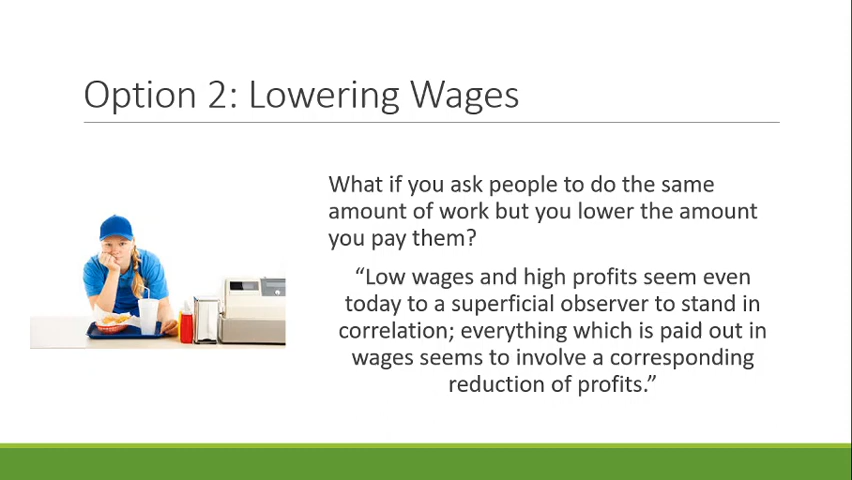 Option 2: Lowering Wages
What if you ask people to do the same
amount of work but you lower the amount
you pay them?
“Low wages and high profits seem even
today to a superficial observer to stand in
correlation; everything which is paid out in
wages seems to involve a corresponding
reduction of profits.”